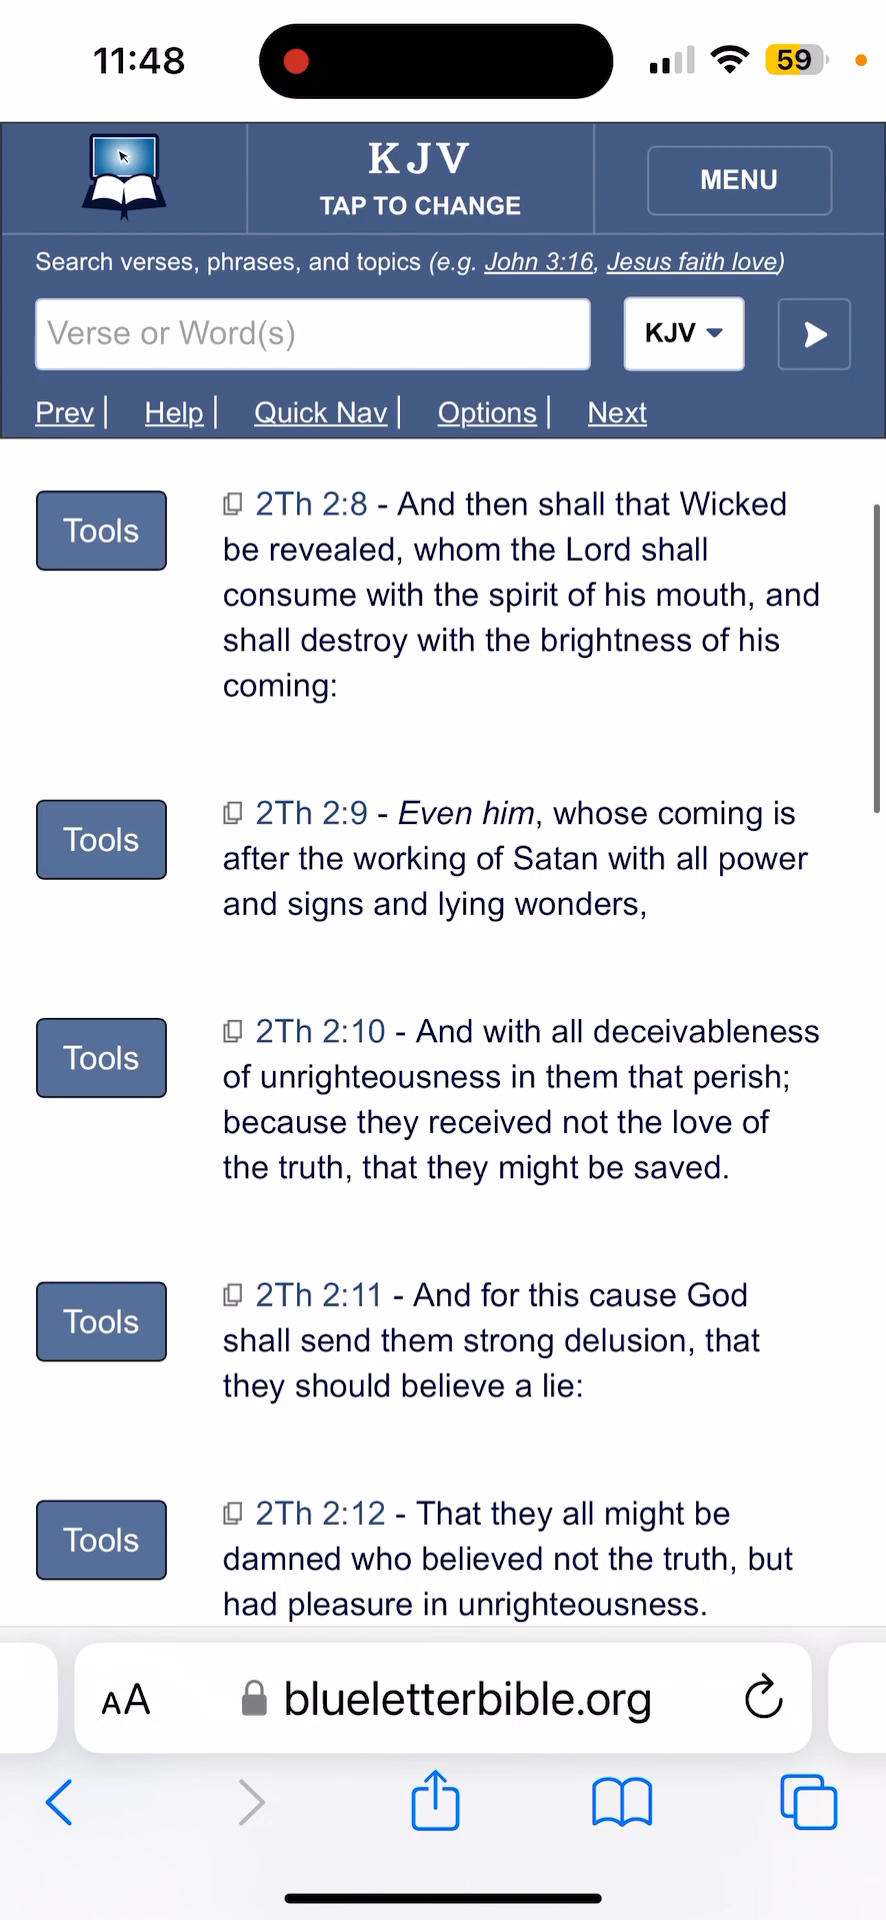 11:48
59
KJV
TAP TO CHANGE
MENU
Search verses, phrases, and topics (e.g. John 3:16, Jesus faith love)
Verse or Word(s)
KJV
Prev | Help | Quick Nav | Options | Next
Tools
2Th 2:8 - And then shall that Wicked
be revealed, whom the Lord shall
consume with the spirit of his mouth, and
shall destroy with the brightness of his
coming:
Tools
2Th 2:9 - Even him, whose coming is
after the working of Satan with all power
and signs and lying wonders,
Tools
2Th 2:10 - And with all deceivableness
of unrighteousness in them that perish;
because they received not the love of
the truth, that they might be saved.
Tools
2Th 2:11 - And for this cause God
shall send them strong delusion, that
they should believe a lie:
Tools
2Th 2:12 - That they all might be
damned who believed not the truth, but
had pleasure in unrighteousness.
AA
blueletterbible.org